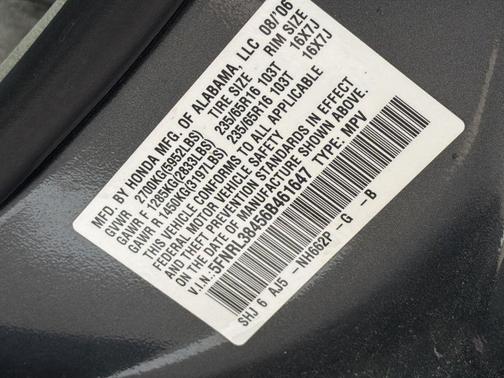 MFD. BY HONDA MFG. OF ALABAMA, LLC 08/'06
GVWR 2700KG(5952LBS) TIRE SIZE RIM SIZE
GAWR F 1285KG(2833LBS) 235/65R16 103T 16X7J
GAWR R 1450KG(3197LBS) 235/65R16 103T 16X7J
THIS VEHICLE CONFORMS TO ALL APPLICABLE
FEDERAL MOTOR VEHICLE SAFETY
AND THEFT PREVENTION STANDARDS IN EFFECT
ON THE DATE OF MANUFACTURE SHOWN ABOVE.
V.I.N.:5FNRL38456B461647 TYPE: MPV
SHJ 6 AJ5 -NH662P -G -B